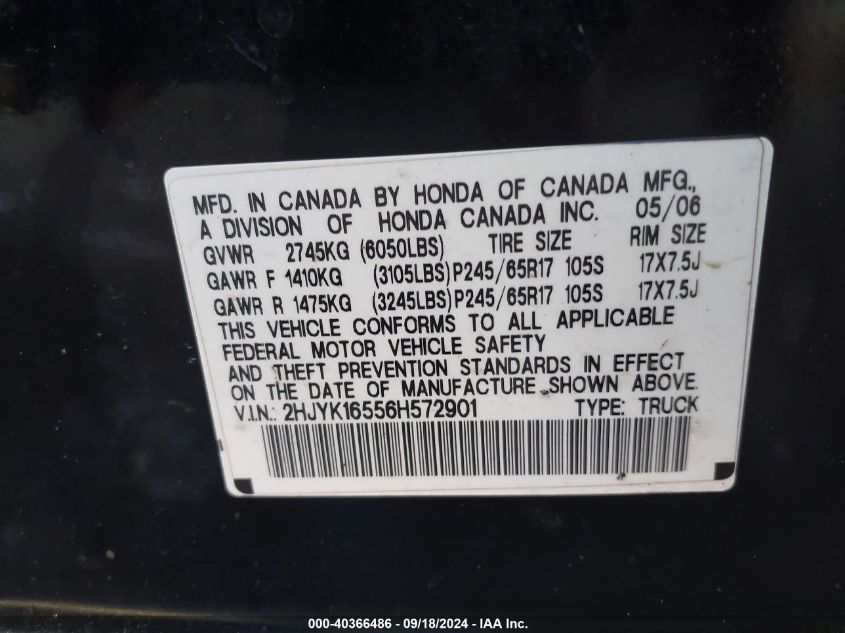 MFD. IN CANADA BY HONDA OF CANADA MFG.,
A DIVISION OF HONDA CANADA INC. 05/06
GVWR 2745KG (6050LBS) TIRE SIZE RIM SIZE
GAWR F 1410KG (3105LBS) P245/65R17 105S 17X7.5J
GAWR R 1475KG (3245LBS) P245/65R17 105S 17X7.5J
THIS VEHICLE CONFORMS TO ALL APPLICABLE
FEDERAL MOTOR VEHICLE SAFETY
AND THEFT PREVENTION STANDARDS IN EFFECT
ON THE DATE OF MANUFACTURE SHOWN ABOVE.
V.I.N.: 2HJYK16556H572901 TYPE: TRUCK
000-40366486 - 09/18/2024 - IAA Inc.